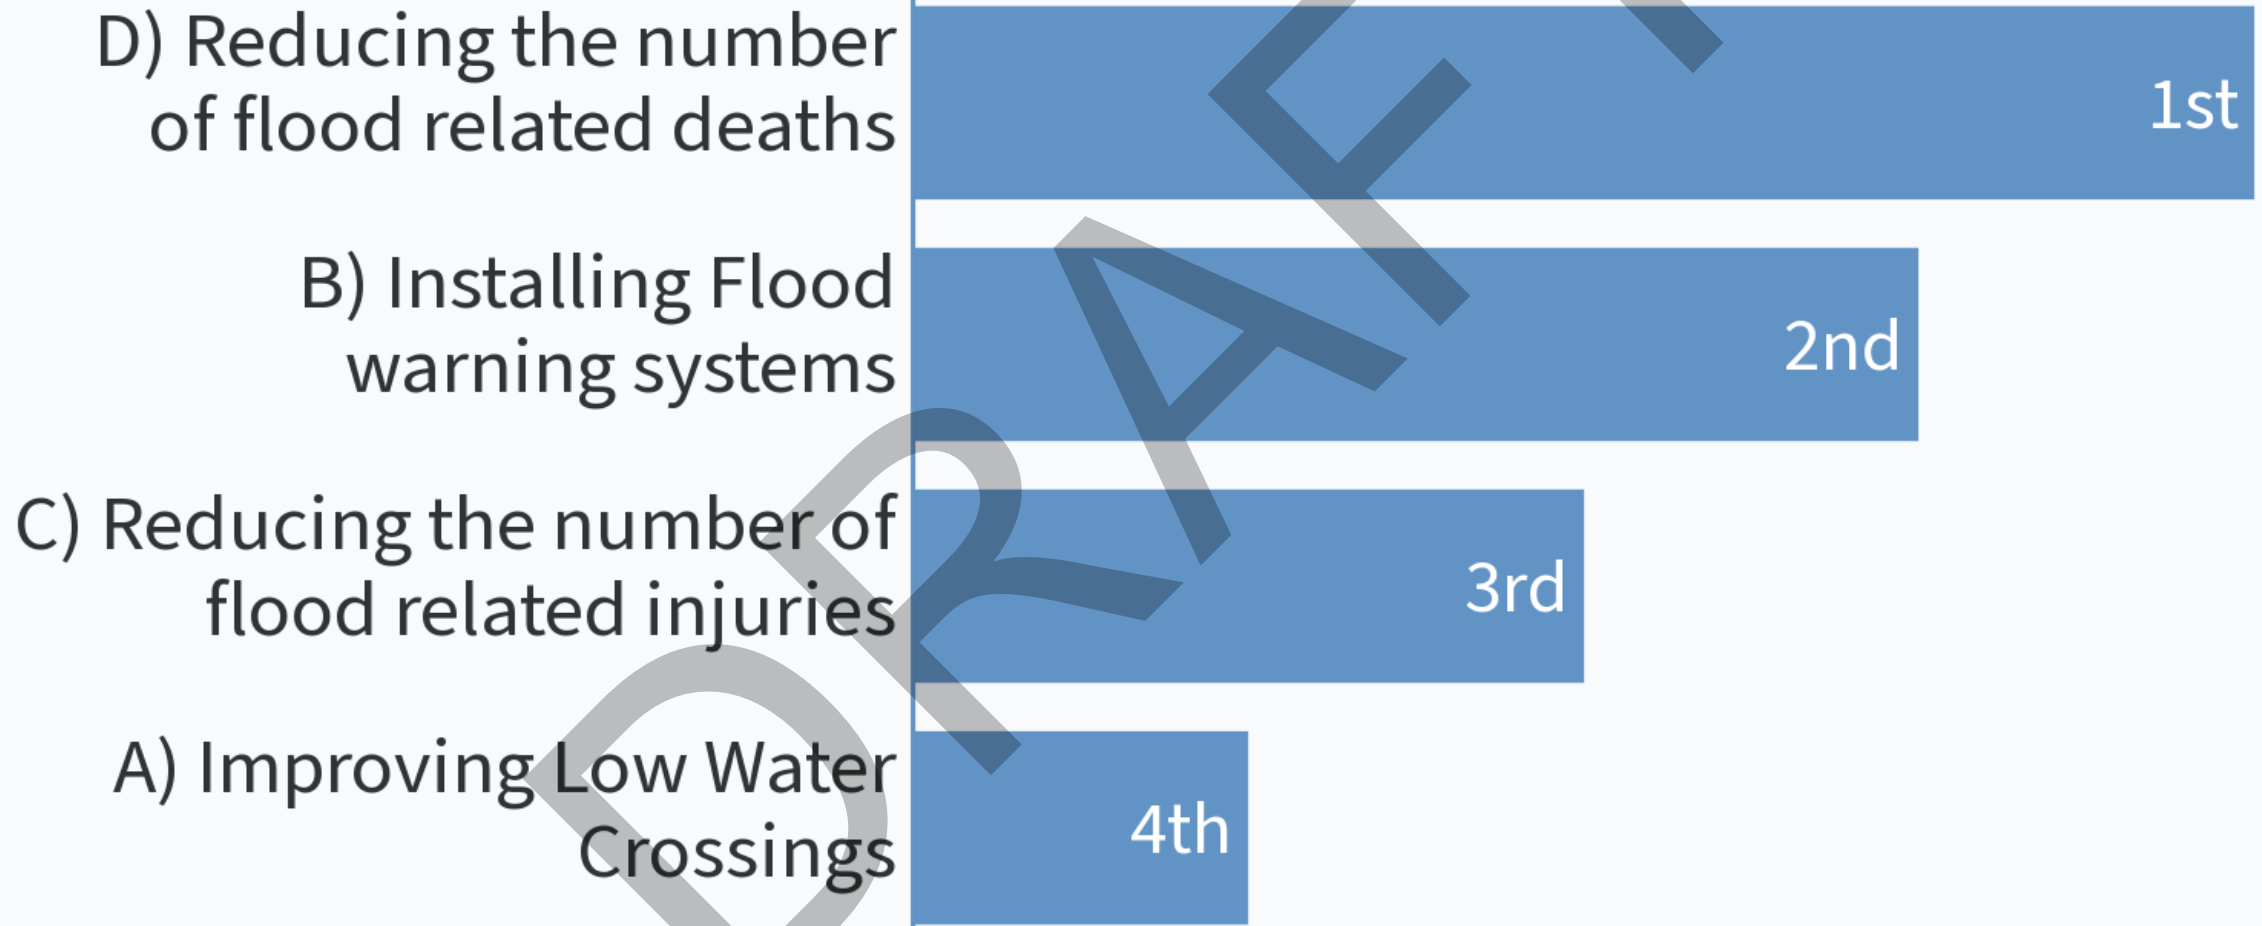 D) Reducing the number
of flood related deaths
1st
B) Installing Flood
warning systems
2nd
C) Reducing the number of
flood related injuries
3rd
A) Improving Low Water
Crossings
4th
DRAFT